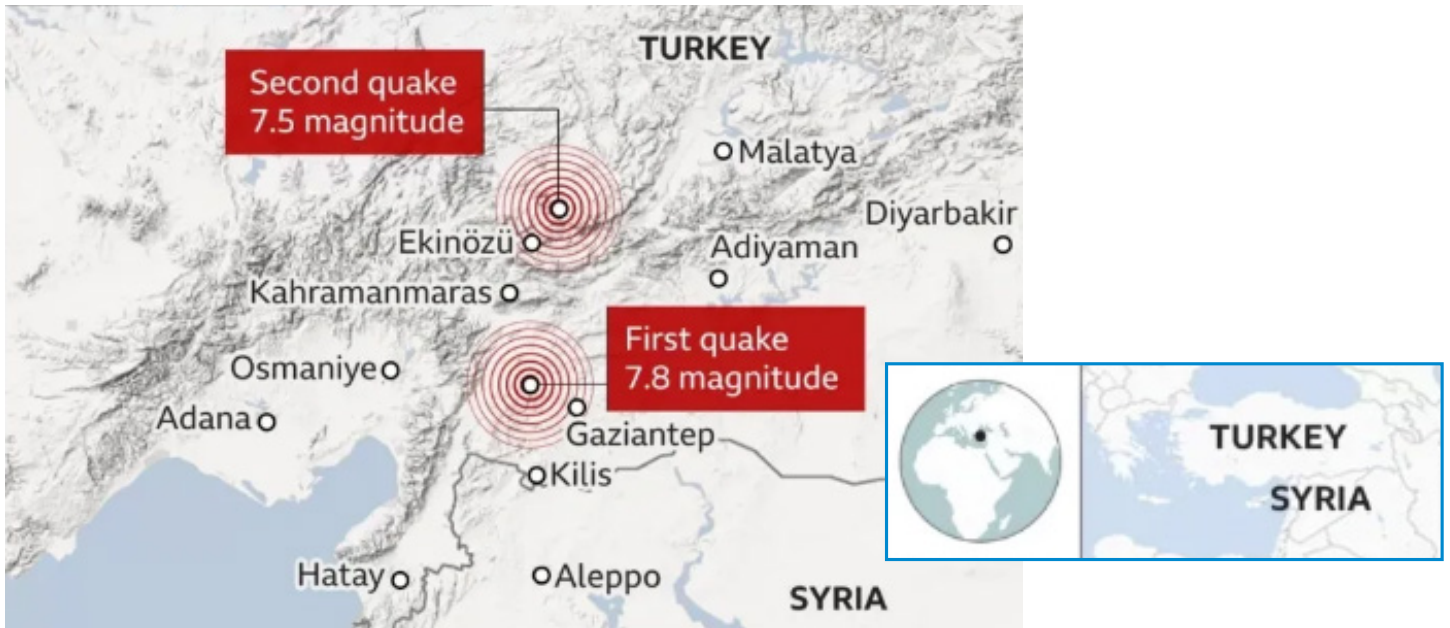 TURKEY
Second quake
7.5 magnitude
Malatya
Diyarbakir
Ekinözü
Adiyaman
Kahramanmaras
First quake
7.8 magnitude
Osmaniye
Adana
Gaziantep
Kilis
Hatay
Aleppo
SYRIA
TURKEY
SYRIA